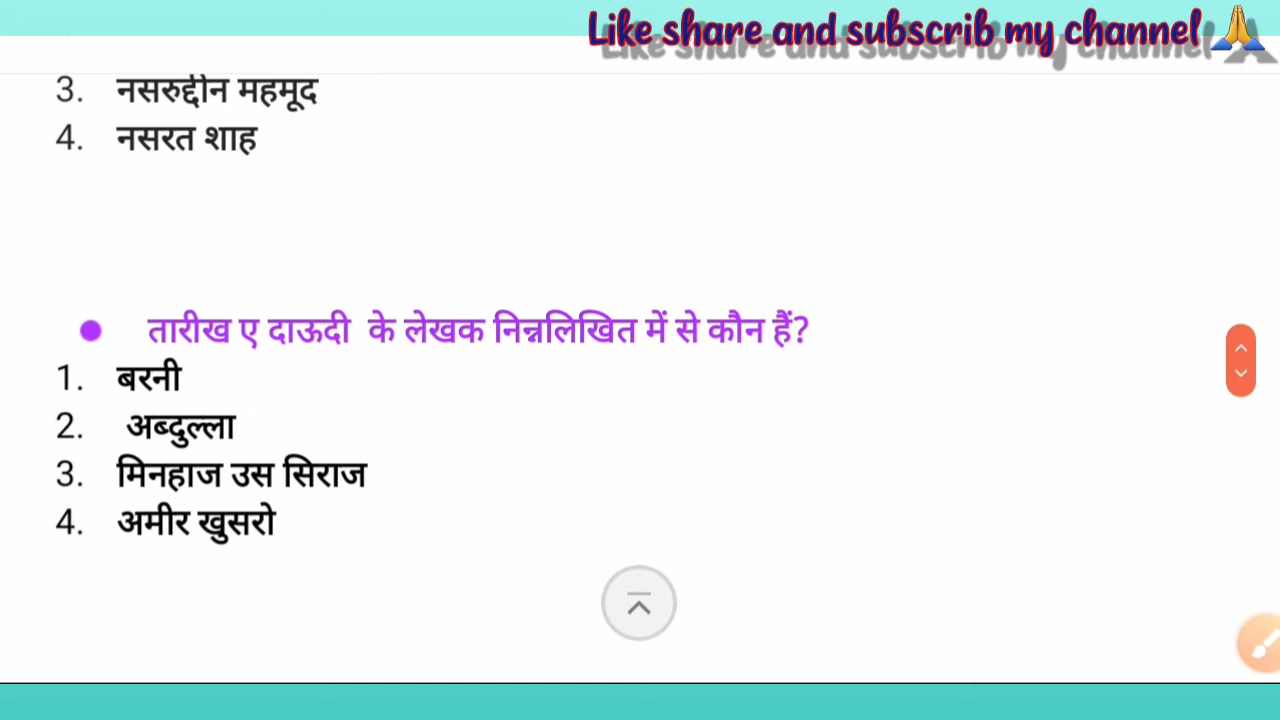 Like share and subscrib my channel 🙏
3. नसरुद्दीन महमूद
4. नसरत शाह
तारीख ए दाऊदी के लेखक निन्नलिखित में से कौन हैं?
1. बरनी
2. अब्दुल्ला
3. मिनहाज उस सिराज
4. अमीर खुसरो